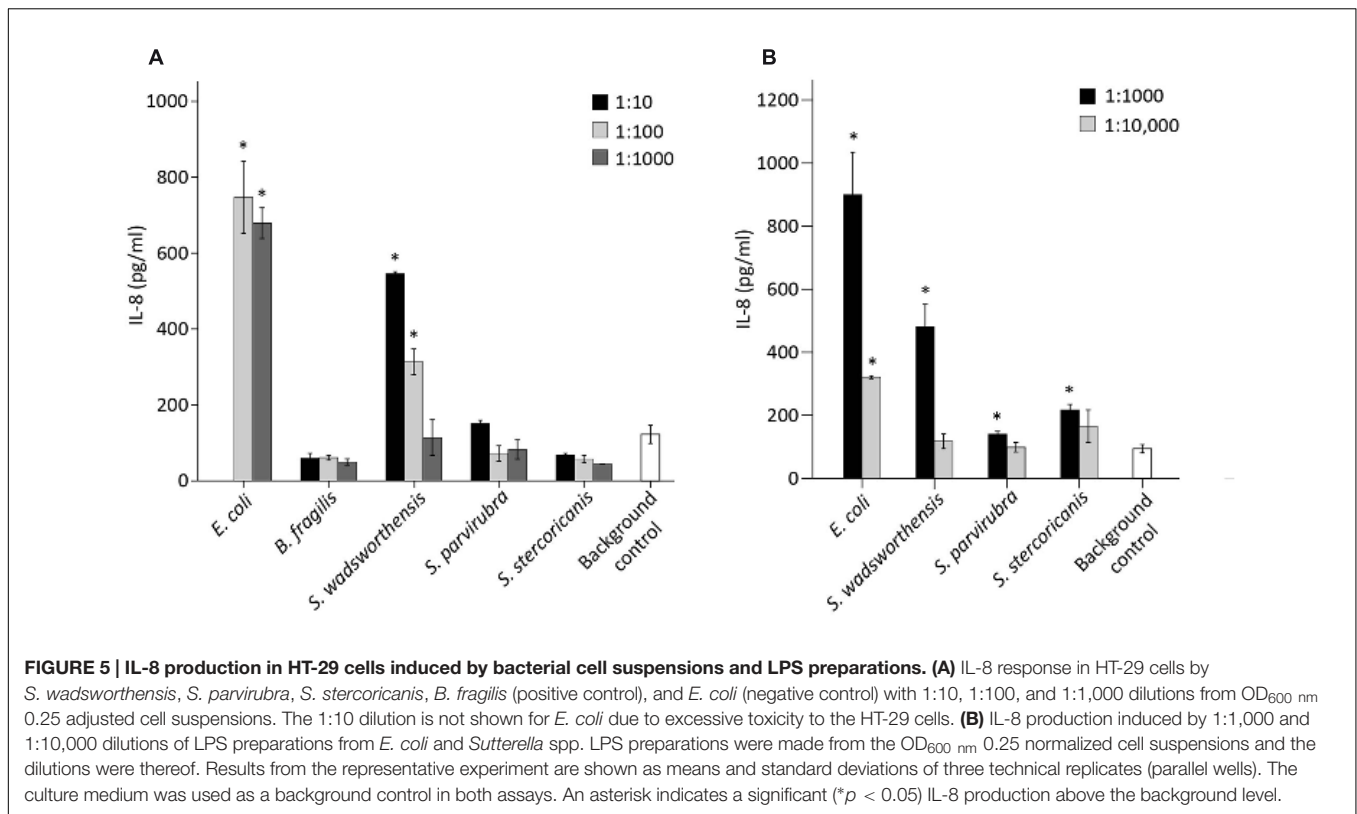 A
1000
800
600
400
200
0
IL-8 (pg/ml)
1:10
1:100
1:1000
*
*
*
*
E. coli
B. fragilis
S. wadsworthensis
S. parvirubra
S. stercoricanis
Background
control
B
1200
1000
800
600
400
200
0
IL-8 (pg/ml)
1:1000
1:10,000
*
*
*
*
*
E. coli
S. wadsworthensis
S. parvirubra
S. stercoricanis
Background
control
FIGURE 5 | IL-8 production in HT-29 cells induced by bacterial cell suspensions and LPS preparations. (A) IL-8 response in HT-29 cells by
S. wadsworthensis, S. parvirubra, S. stercoricanis, B. fragilis (positive control), and E. coli (negative control) with 1:10, 1:100, and 1:1,000 dilutions from OD600 nm
0.25 adjusted cell suspensions. The 1:10 dilution is not shown for E. coli due to excessive toxicity to the HT-29 cells. (B) IL-8 production induced by 1:1,000 and
1:10,000 dilutions of LPS preparations from E. coli and Sutterella spp. LPS preparations were made from the OD600 nm 0.25 normalized cell suspensions and the
dilutions were thereof. Results from the representative experiment are shown as means and standard deviations of three technical replicates (parallel wells). The
culture medium was used as a background control in both assays. An asterisk indicates a significant (*p < 0.05) IL-8 production above the background level.